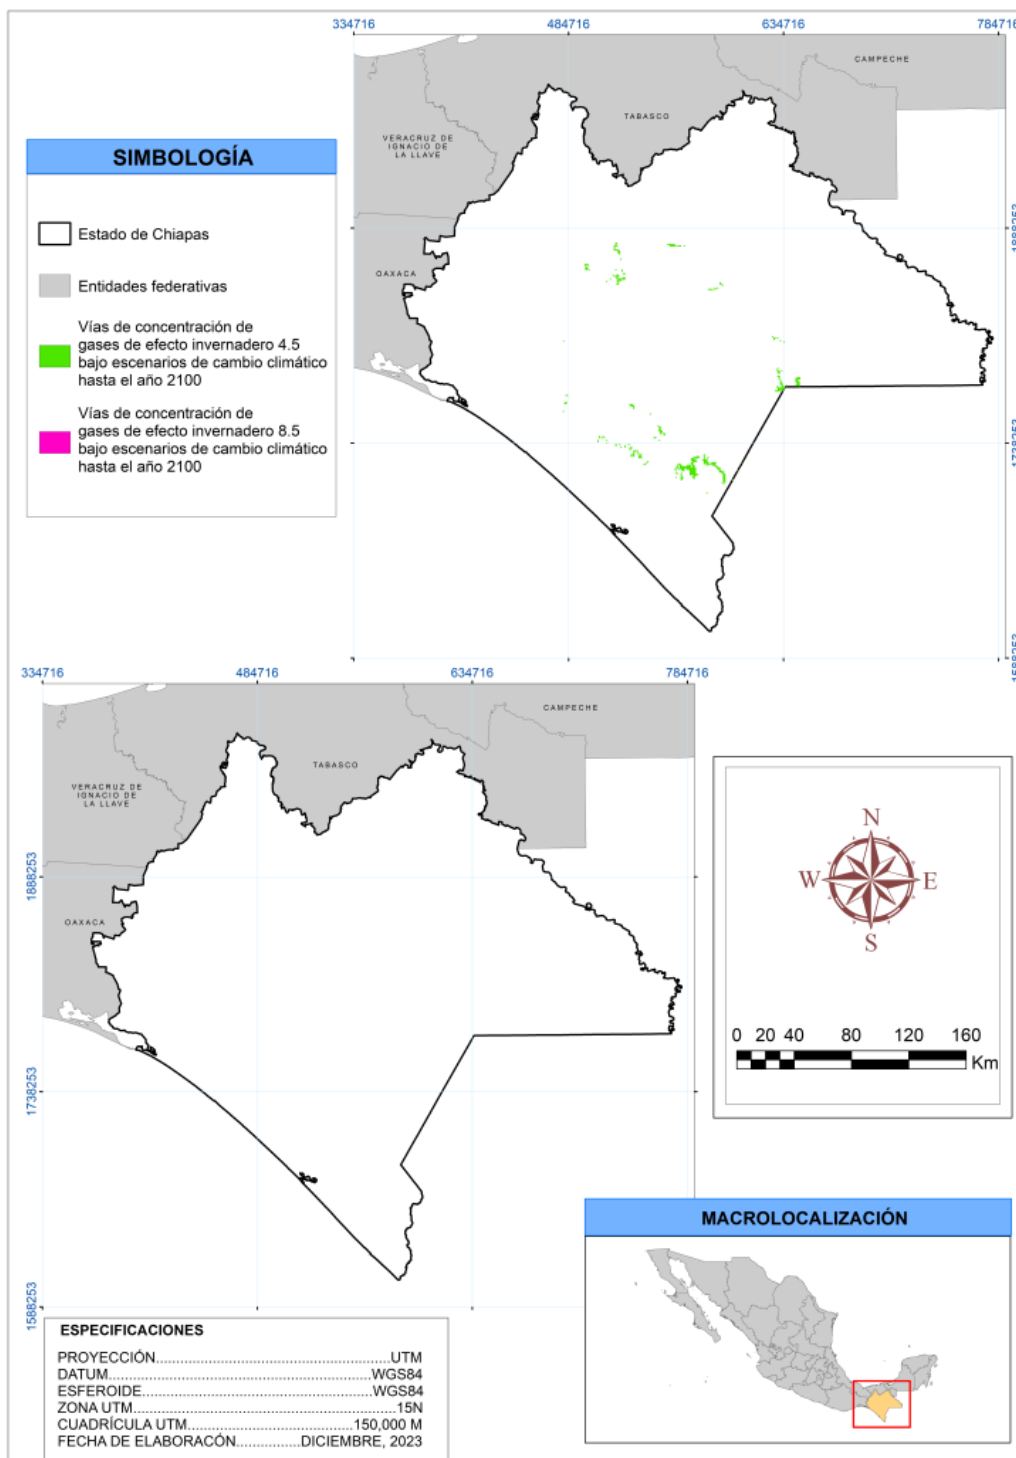 334716
484716
634716
784716
CAMPECHE
TABASCO
VERACRUZ DE
IGNACIO DE
LA LLAVE
OAXACA
1888253
1738253
1588253
SIMBOLOGÍA
Estado de Chiapas
Entidades federativas
Vías de concentración de
gases de efecto invernadero 4.5
bajo escenarios de cambio climático
hasta el año 2100
Vías de concentración de
gases de efecto invernadero 8.5
bajo escenarios de cambio climático
hasta el año 2100
334716
484716
634716
784716
CAMPECHE
TABASCO
VERACRUZ DE
IGNACIO DE
LA LLAVE
OAXACA
1888253
1738253
1588253
N
W
E
S
0 20 40 80 120 160
Km
MACROLOCALIZACIÓN
ESPECIFICACIONES
PROYECCIÓN.......................................UTM
DATUM............................................WGS84
ESFEROIDE.......................................WGS84
ZONA UTM...........................................15N
CUADRÍCULA UTM............................150,000 M
FECHA DE ELABORACÓN...............DICIEMBRE, 2023